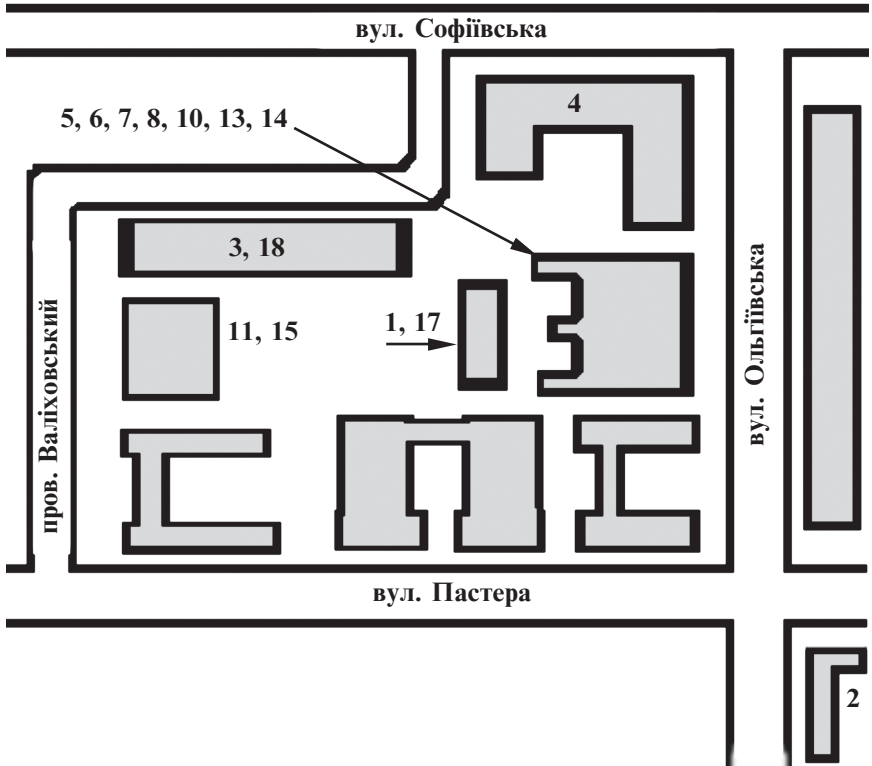 вул. Софіївська
5, 6, 7, 8, 10, 13, 14
4
3, 18
11, 15
1, 17
пров. Валіховський
вул. Ольгіївська
вул. Пастера
2